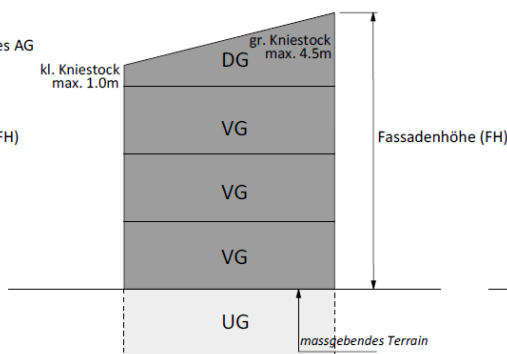 es AG
kl. Kniestock
max. 1.0m
gr. Kniestock
max. 4.5m
DG
FH)
VG
Fassadenhöhe (FH)
VG
VG
UG
massgebendes Terrain